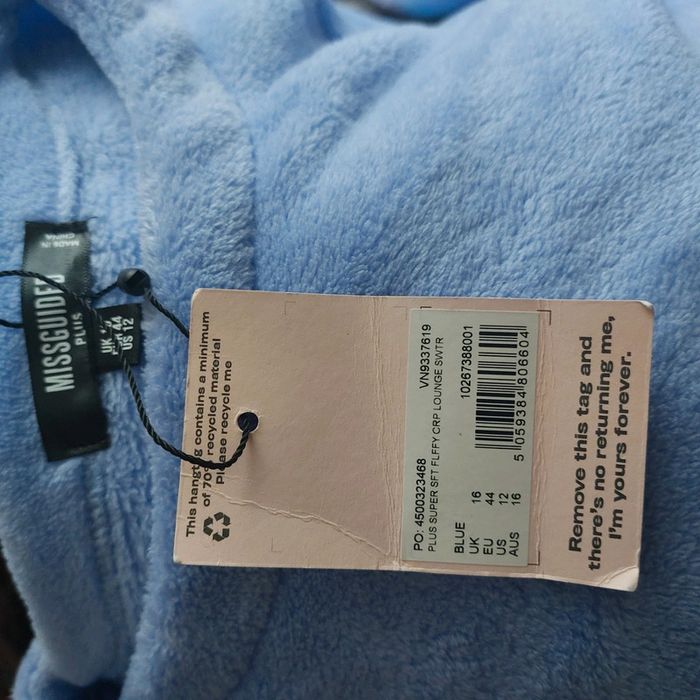 MADE IN
CHINA
MISSGUIDED
PLUS
UK
44
US 12
This hangtag contains a minimum
of 70% recycled material
Please recycle me
PO: 4500323468
VN9337619
PLUS SUPER SFT FLFFY CRP LOUNGE SWTR
BLUE
10267388001
UK 16
EU 44
US 12
AUS 16
5 059384 806604
Remove this tag and
there's no returning me,
I'm yours forever.